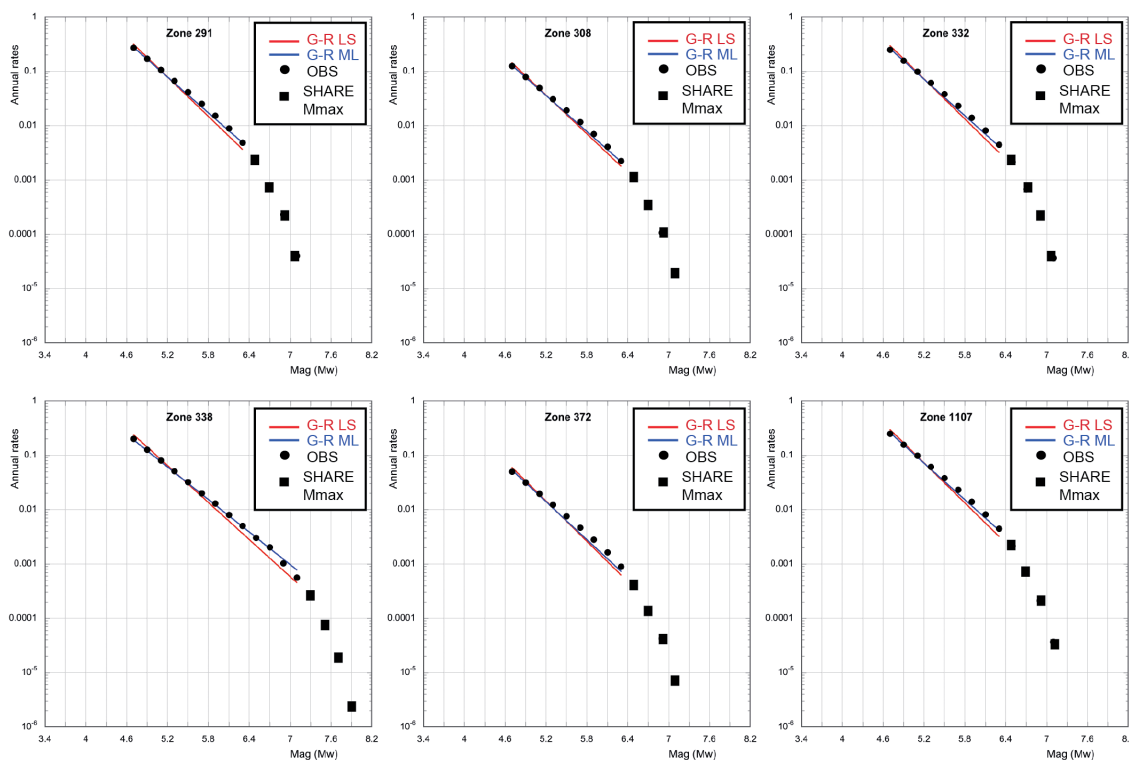 Zone 291
Annual rates
G-R LS
G-R ML
OBS
SHARE
Mmax
1
0.1
0.01
0.001
0.0001
10-5
10-6
3.4 4 4.6 5.2 5.8 6.4 7 7.6 8.2
Mag (Mw)
Zone 308
Annual rates
G-R LS
G-R ML
OBS
SHARE
Mmax
1
0.1
0.01
0.001
0.0001
10-5
10-6
3.4 4 4.6 5.2 5.8 6.4 7 7.6 8.2
Mag (Mw)
Zone 332
Annual rates
G-R LS
G-R ML
OBS
SHARE
Mmax
1
0.1
0.01
0.001
0.0001
10-5
10-6
3.4 4 4.6 5.2 5.8 6.4 7 7.6 8.2
Mag (Mw)
Zone 338
Annual rates
G-R LS
G-R ML
OBS
SHARE
Mmax
1
0.1
0.01
0.001
0.0001
10-5
10-6
3.4 4 4.6 5.2 5.8 6.4 7 7.6 8.2
Mag (Mw)
Zone 372
Annual rates
G-R LS
G-R ML
OBS
SHARE
Mmax
1
0.1
0.01
0.001
0.0001
10-5
10-6
3.4 4 4.6 5.2 5.8 6.4 7 7.6 8.2
Mag (Mw)
Zone 1107
Annual rates
G-R LS
G-R ML
OBS
SHARE
Mmax
1
0.1
0.01
0.001
0.0001
10-5
10-6
3.4 4 4.6 5.2 5.8 6.4 7 7.6 8.2
Mag (Mw)